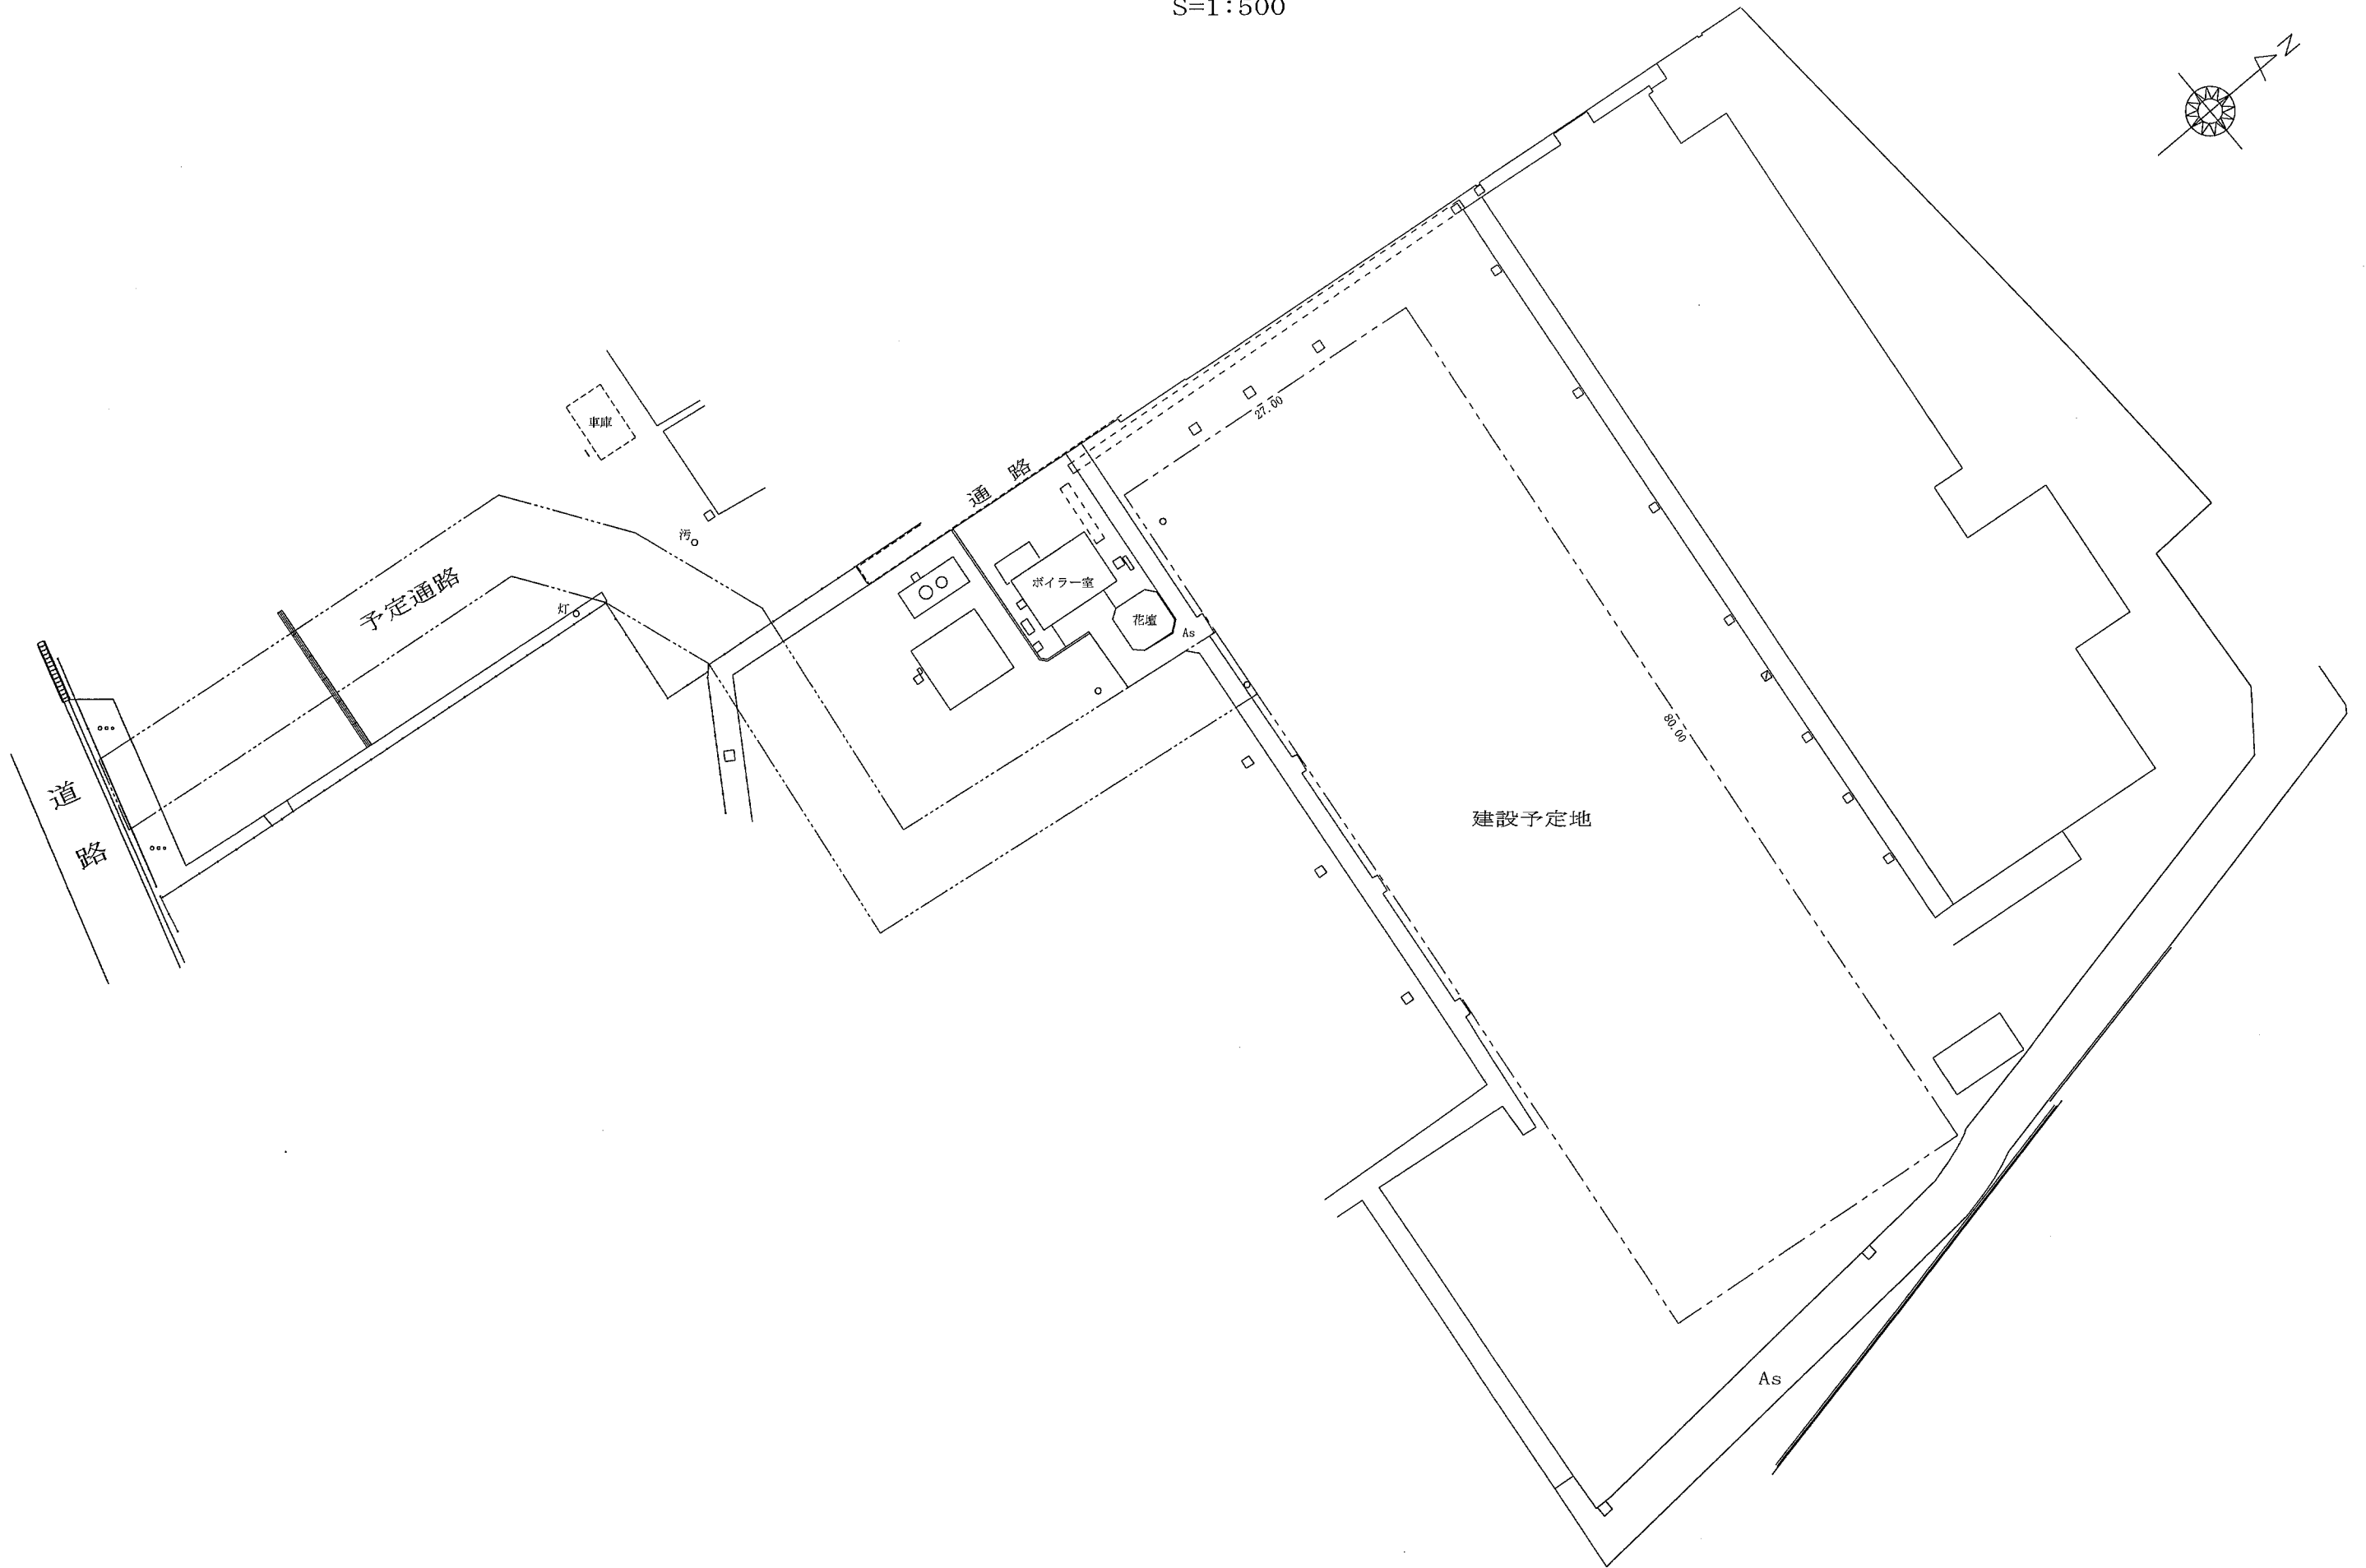 S=1:500
N
車庫
27.00
通路
汚
ボイラー室
予定通路
灯
花壇
As
80.00
道路
建設予定地
As